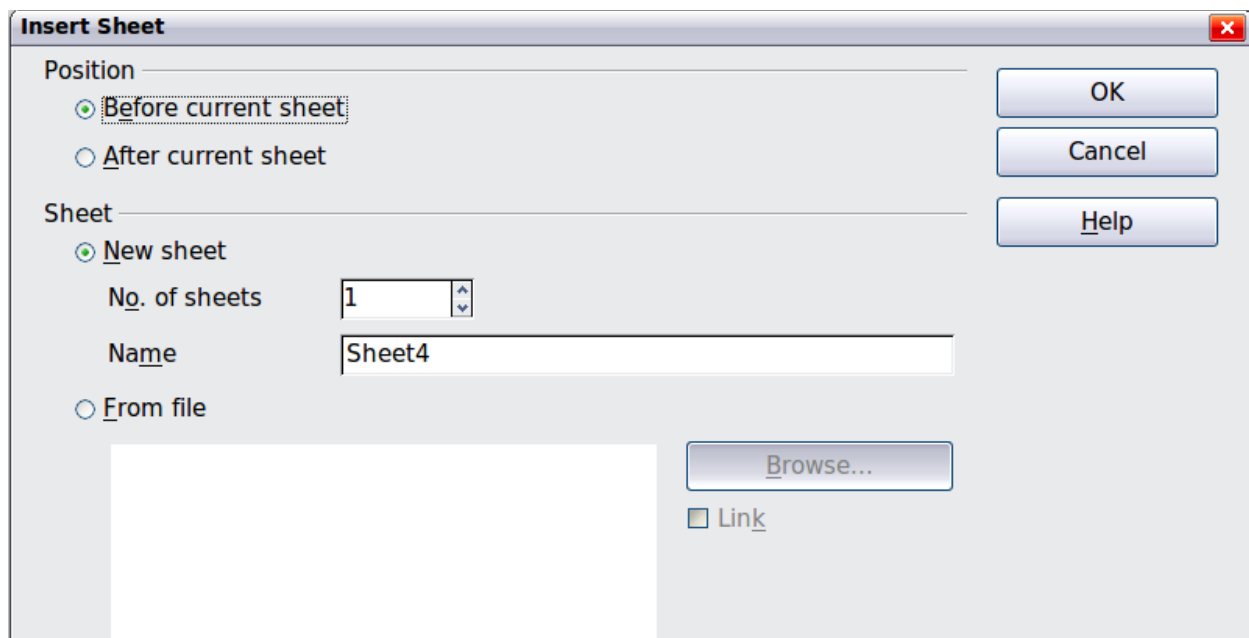 Insert Sheet
Position
Before current sheet
After current sheet
OK
Cancel
Help
Sheet
New sheet
No. of sheets 1
Name Sheet4
From file
Browse...
Link